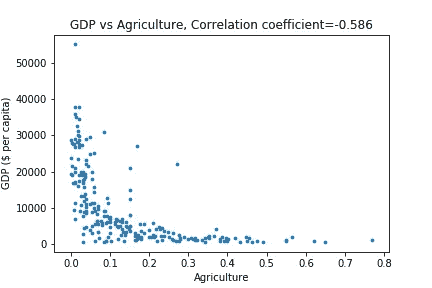 GDP vs Agriculture, Correlation coefficient=-0.586
GDP ($ per capita)
50000
40000
30000
20000
10000
0
0.0 0.1 0.2 0.3 0.4 0.5 0.6 0.7 0.8
Agriculture